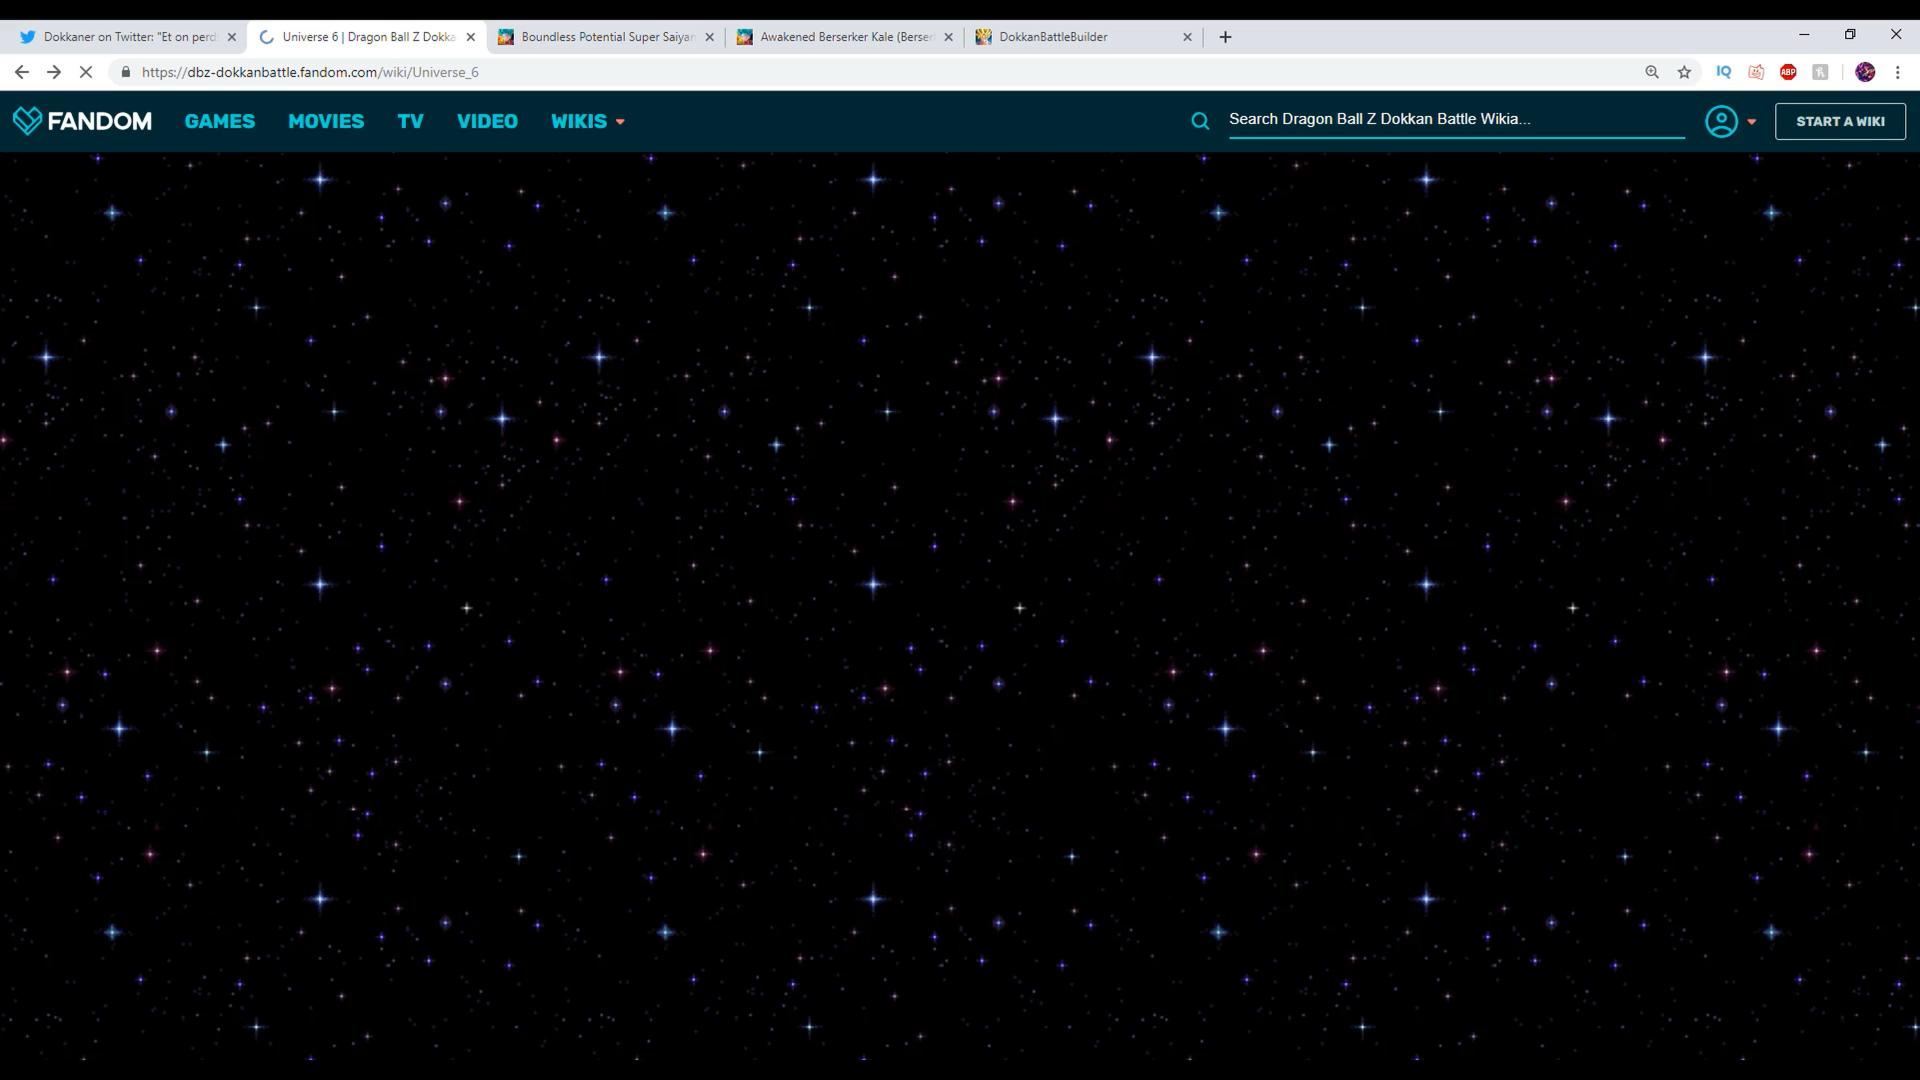 Dokkaner on Twitter: "Et on perd
Universe 6 | Dragon Ball Z Dokka
Boundless Potential Super Saiyan
Awakened Berserker Kale (Berser
DokkanBattleBuilder
https://dbz-dokkanbattle.fandom.com/wiki/Universe_6
IQ
ABP
FANDOM
GAMES
MOVIES
TV
VIDEO
WIKIS
Search Dragon Ball Z Dokkan Battle Wikia...
START A WIKI